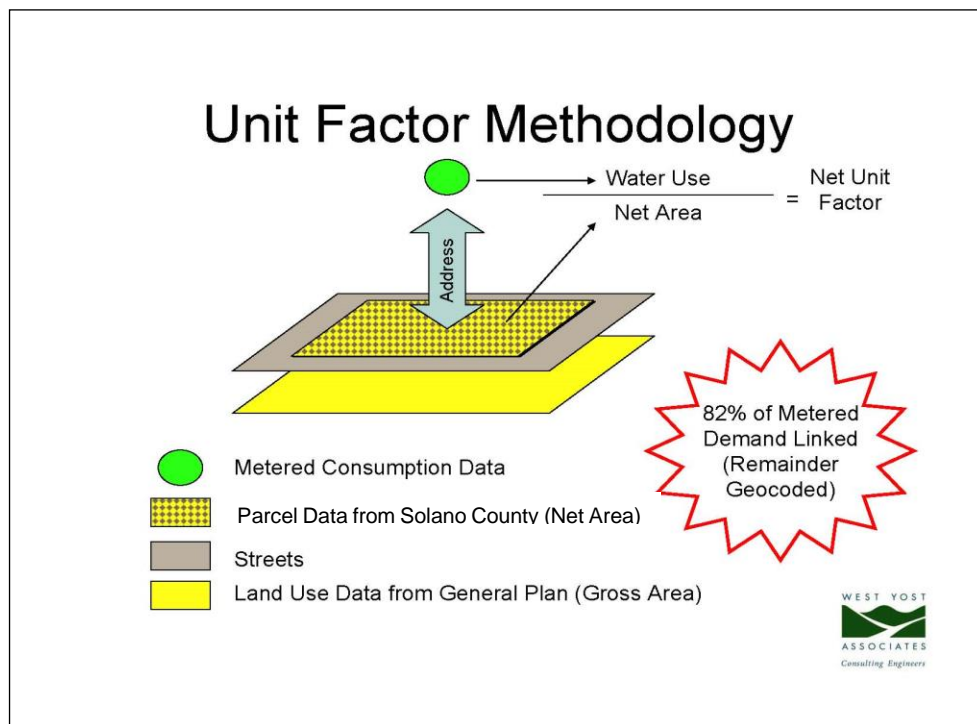 Unit Factor Methodology
Water Use
Net Area
=
Net Unit
Factor
Address
82% of Metered
Demand Linked
(Remainder
Geocoded)
Metered Consumption Data
Parcel Data from Solano County (Net Area)
Streets
Land Use Data from General Plan (Gross Area)
WEST YOST
ASSOCIATES
Consulting Engineers